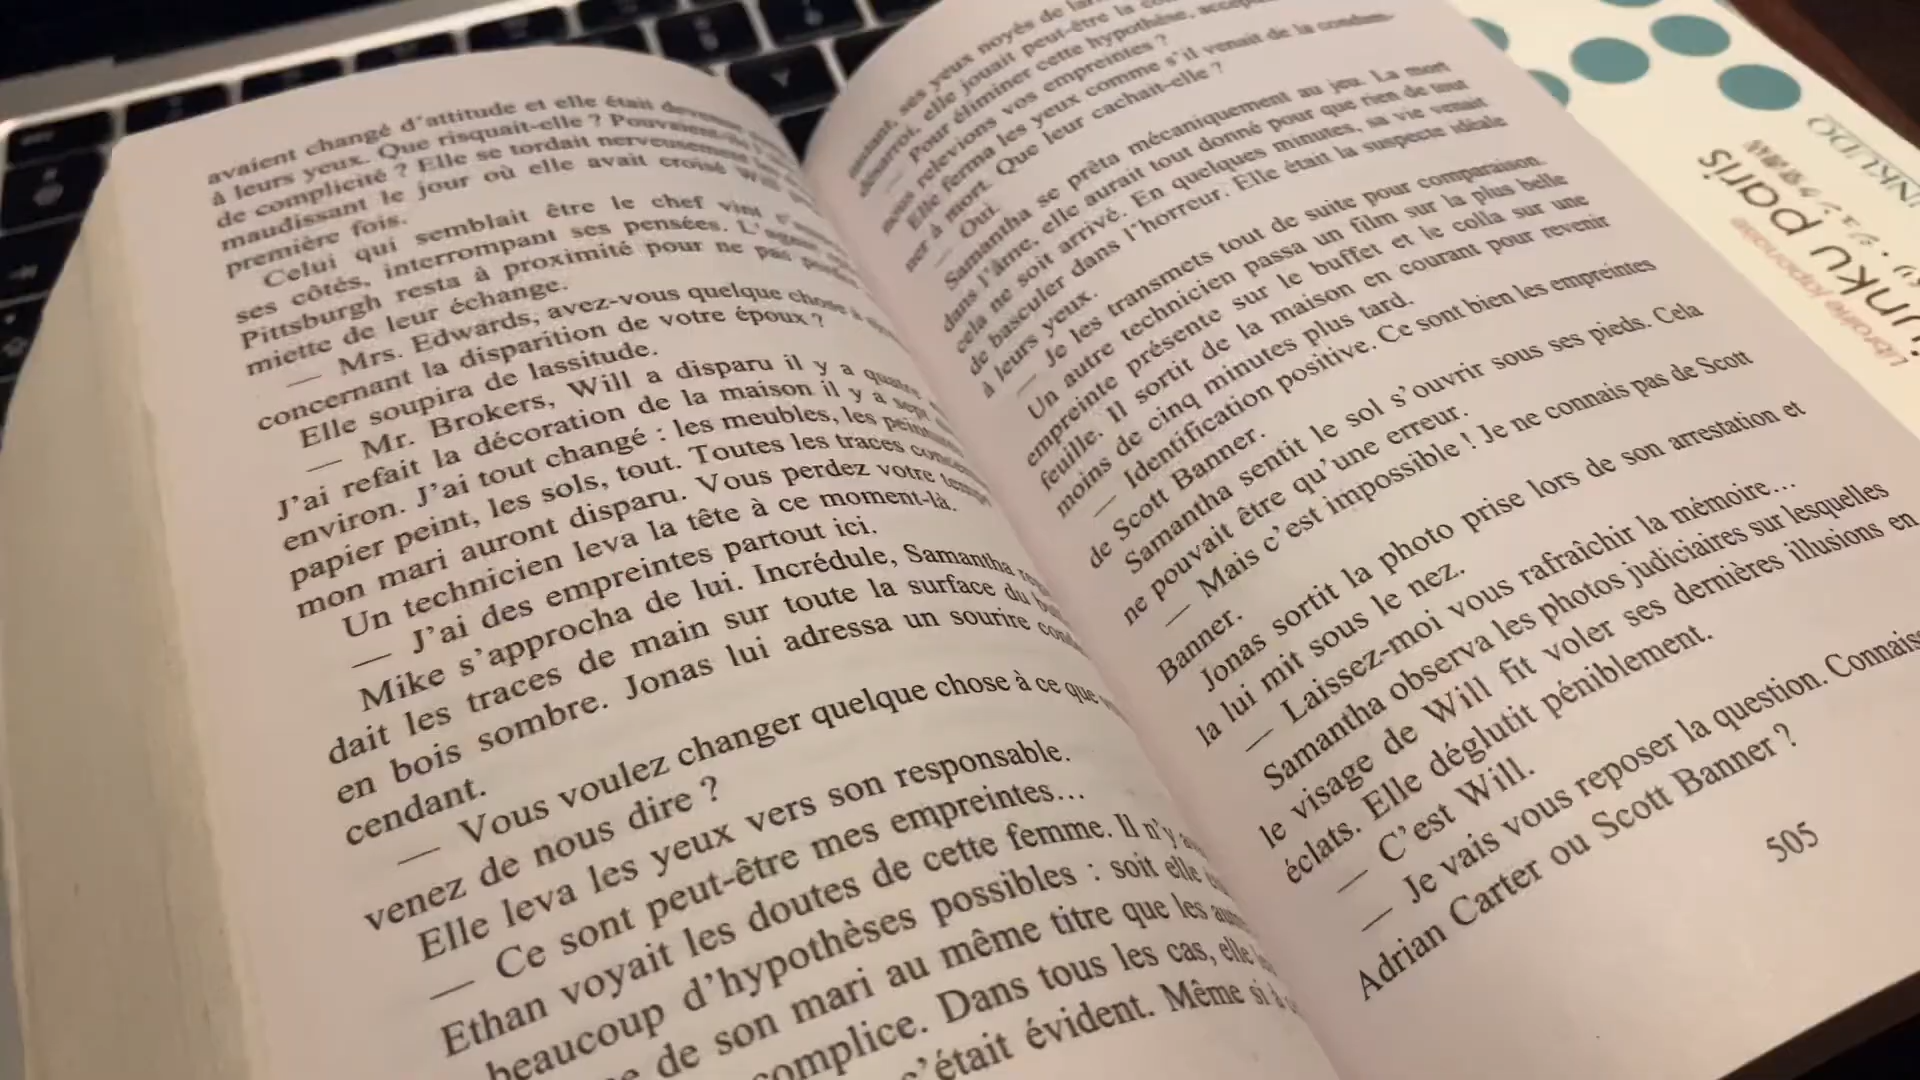 avaient changé d'attitude et elle était
à leurs yeux. Que risquait-elle ?
de complicité ? Elle se tordait nerveusement
maudissant le jour où elle avait croisé Will
première fois.
Celui qui semblait être le chef vint
ses côtés, interrompant ses pensées.
Pittsburgh resta à proximité pour ne pas
miette de leur échange.
— Mrs. Edwards, avez-vous quelque chose à
concernant la disparition de votre époux ?
Elle soupira de lassitude.
— Mr. Brokers, Will a disparu il y a
J'ai refait la décoration de la maison il y a sept
environ. J'ai tout changé : les meubles, les
papier peint, les sols, tout. Toutes les traces
mon mari auront disparu. Vous perdez votre temps
Un technicien leva la tête à ce moment-là.
— J'ai des empreintes partout ici.
Mike s'approcha de lui. Incrédule, Samantha
dait les traces de main sur toute la surface du
en bois sombre. Jonas lui adressa un sourire
cendant.
— Vous voulez changer quelque chose à ce que
venez de nous dire ?
Elle leva les yeux vers son responsable.
— Ce sont peut-être mes empreintes...
Ethan voyait les doutes de cette femme. Il n'y
beaucoup d'hypothèses possibles : soit elle
de son mari au même titre que les
complice. Dans tous les cas, elle
c'était évident. Même si
ses yeux noyés de
désarroi, elle jouait peut-être la
— Pour éliminer cette hypothèse,
nous relevions vos empreintes ?
Elle ferma les yeux comme s'il venait de la condam-
ner à mort. Que leur cachait-elle ?
— Oui.
Samantha se prêta mécaniquement au jeu. La mort
dans l'âme, elle aurait tout donné pour que rien de tout
cela ne soit arrivé. En quelques minutes, sa vie venait
de basculer dans l'horreur. Elle était la suspecte idéale
à leurs yeux.
— Je les transmets tout de suite pour comparaison.
Un autre technicien passa un film sur la plus belle
empreinte présente sur le buffet et le colla sur une
feuille. Il sortit de la maison en courant pour revenir
moins de cinq minutes plus tard.
— Identification positive. Ce sont bien les empreintes
de Scott Banner.
Samantha sentit le sol s'ouvrir sous ses pieds. Cela
ne pouvait être qu'une erreur.
— Mais c'est impossible ! Je ne connais pas de Scott
Banner.
Jonas sortit la photo prise lors de son arrestation et
la lui mit sous le nez.
— Laissez-moi vous rafraîchir la mémoire...
Samantha observa les photos judiciaires sur lesquelles
le visage de Will fit voler ses dernières illusions en
éclats. Elle déglutit péniblement.
— C'est Will.
— Je vais vous reposer la question.
Adrian Carter ou Scott Banner ?
505
Librairie japonaise
paris